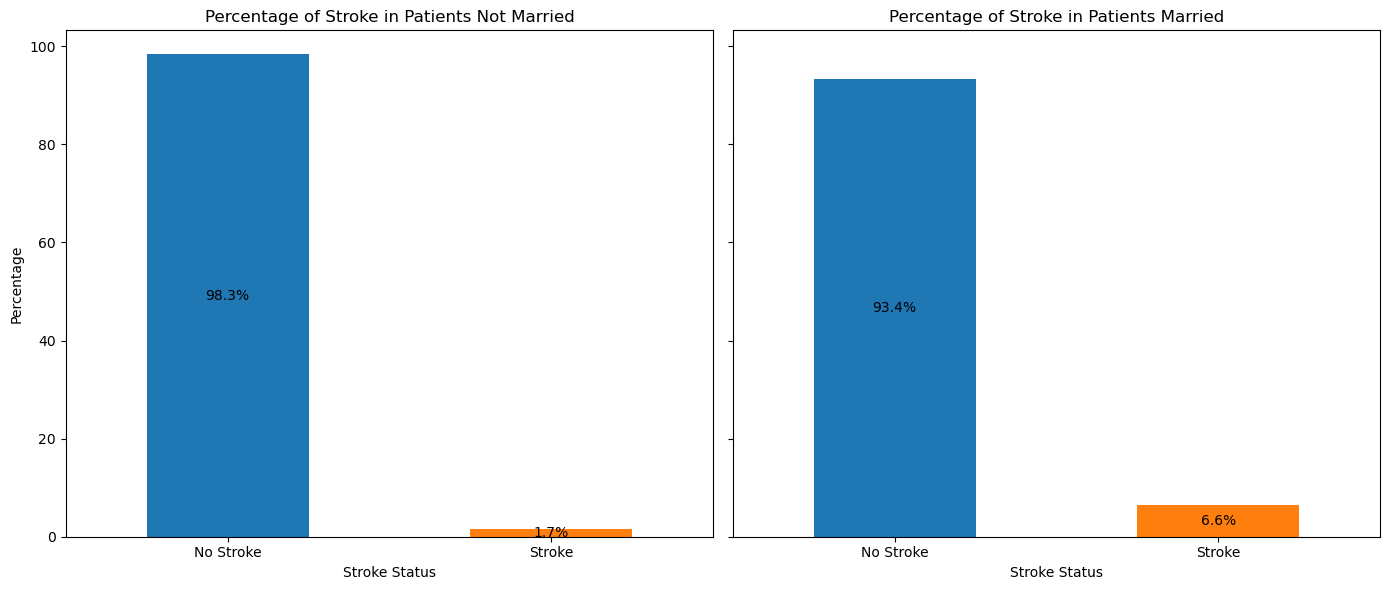 Percentage of Stroke in Patients Not Married
Percentage
100
80
60
40
20
0
98.3%
1.7%
No Stroke
Stroke
Stroke Status
Percentage of Stroke in Patients Married
93.4%
6.6%
No Stroke
Stroke
Stroke Status